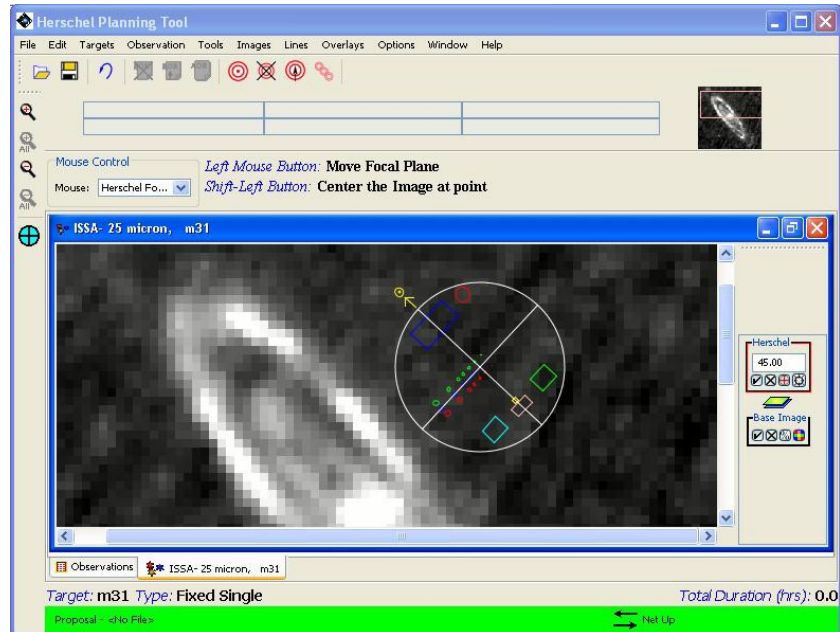 Herschel Planning Tool
File Edit Targets Observation Tools Images Lines Overlays Options Window Help
All
All
Mouse Control
Mouse: Herschel Fo...
Left Mouse Button: Move Focal Plane
Shift-Left Button: Center the Image at point
ISSA- 25 micron, m31
Herschel
45.00
Base Image
Observations
ISSA- 25 micron, m31
Target: m31 Type: Fixed Single
Total Duration (hrs): 0.0
Proposal - <No File>
Net Up